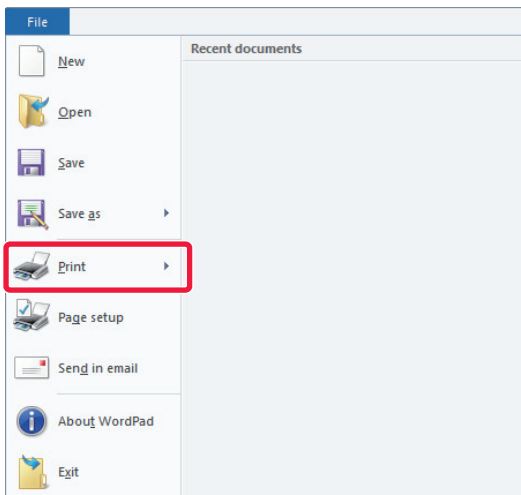 File
Recent documents
New
Open
Save
Save as
Print
Page setup
Send in email
About WordPad
Exit